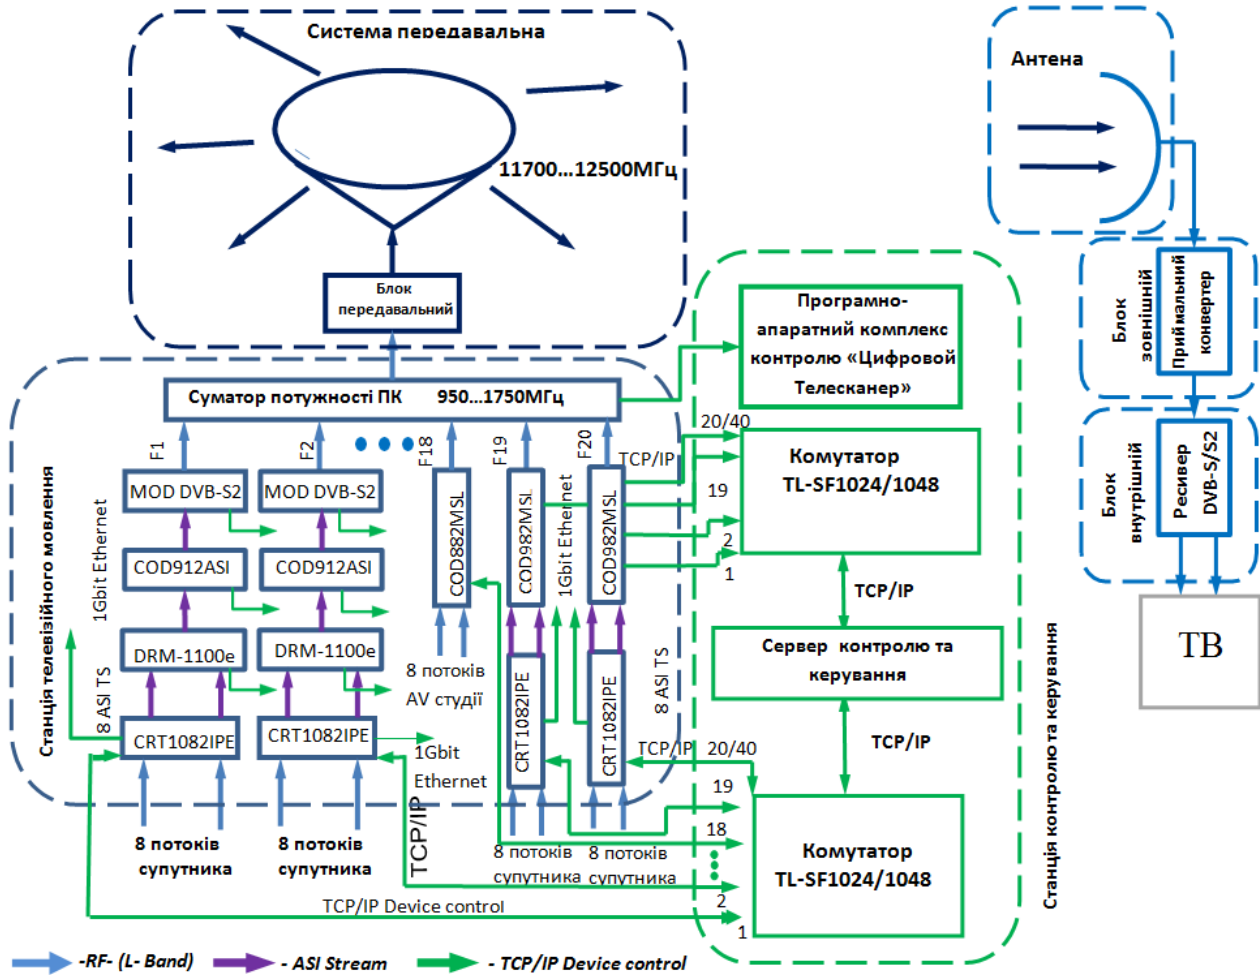 Система передавальна
11700...12500МГц
Блок
передавальний
Антена
Блок
зовнішній
Приймальний
конвертер
Блок
внутрішній
Ресивер
DVB-S/S2
ТВ
Програмно-
апаратний комплекс
контролю «Цифровой
Телесканер»
Суматор потужності ПК 950...1750МГц
F1
F2
F18
F19
F20
TCP/IP
20/40
19
2
1
Комутатор
TL-SF1024/1048
TCP/IP
Сервер контролю та
керування
TCP/IP
Станція контролю та керування
Станція телевізійного мовлення
1Gbit Ethernet
8 ASI TS
MOD DVB-S2
MOD DVB-S2
COD912ASI
COD912ASI
DRM-1100e
DRM-1100e
CRT1082IPE
CRT1082IPE
COD882MSL
COD982MSL
1Gbit Ethernet
COD982MSL
8 потоків
AV студії
CRT1082IPE
CRT1082IPE
8 ASI TS
1Gbit
Ethernet
TCP/IP
TCP/IP
20/40
19
18
2
1
Комутатор
TL-SF1024/1048
8 потоків
супутника
8 потоків
супутника
8 потоків
супутника
8 потоків
супутника
TCP/IP Device control
-RF- (L- Band)
- ASI Stream
- TCP/IP Device control